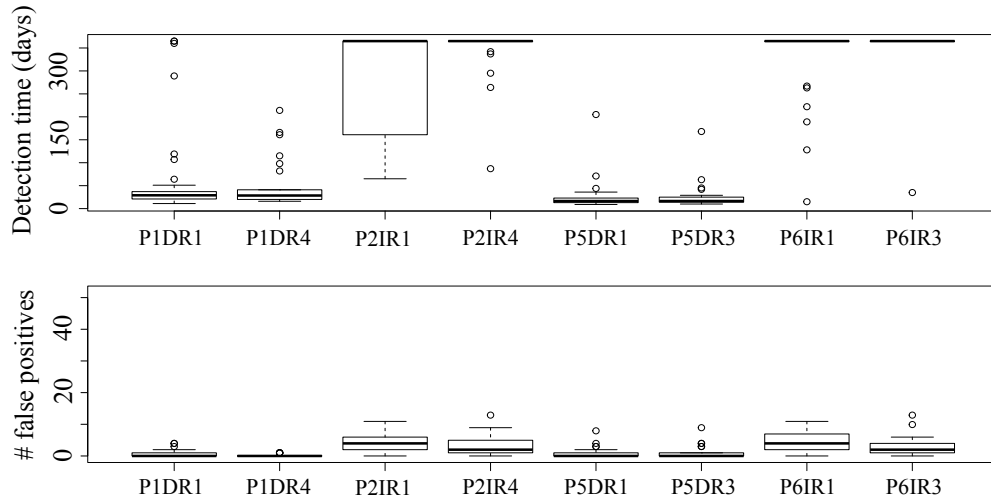 Detection time (days)
300
150
0
P1DR1 P1DR4 P2IR1 P2IR4 P5DR1 P5DR3 P6IR1 P6IR3
# false positives
40
20
0
P1DR1 P1DR4 P2IR1 P2IR4 P5DR1 P5DR3 P6IR1 P6IR3